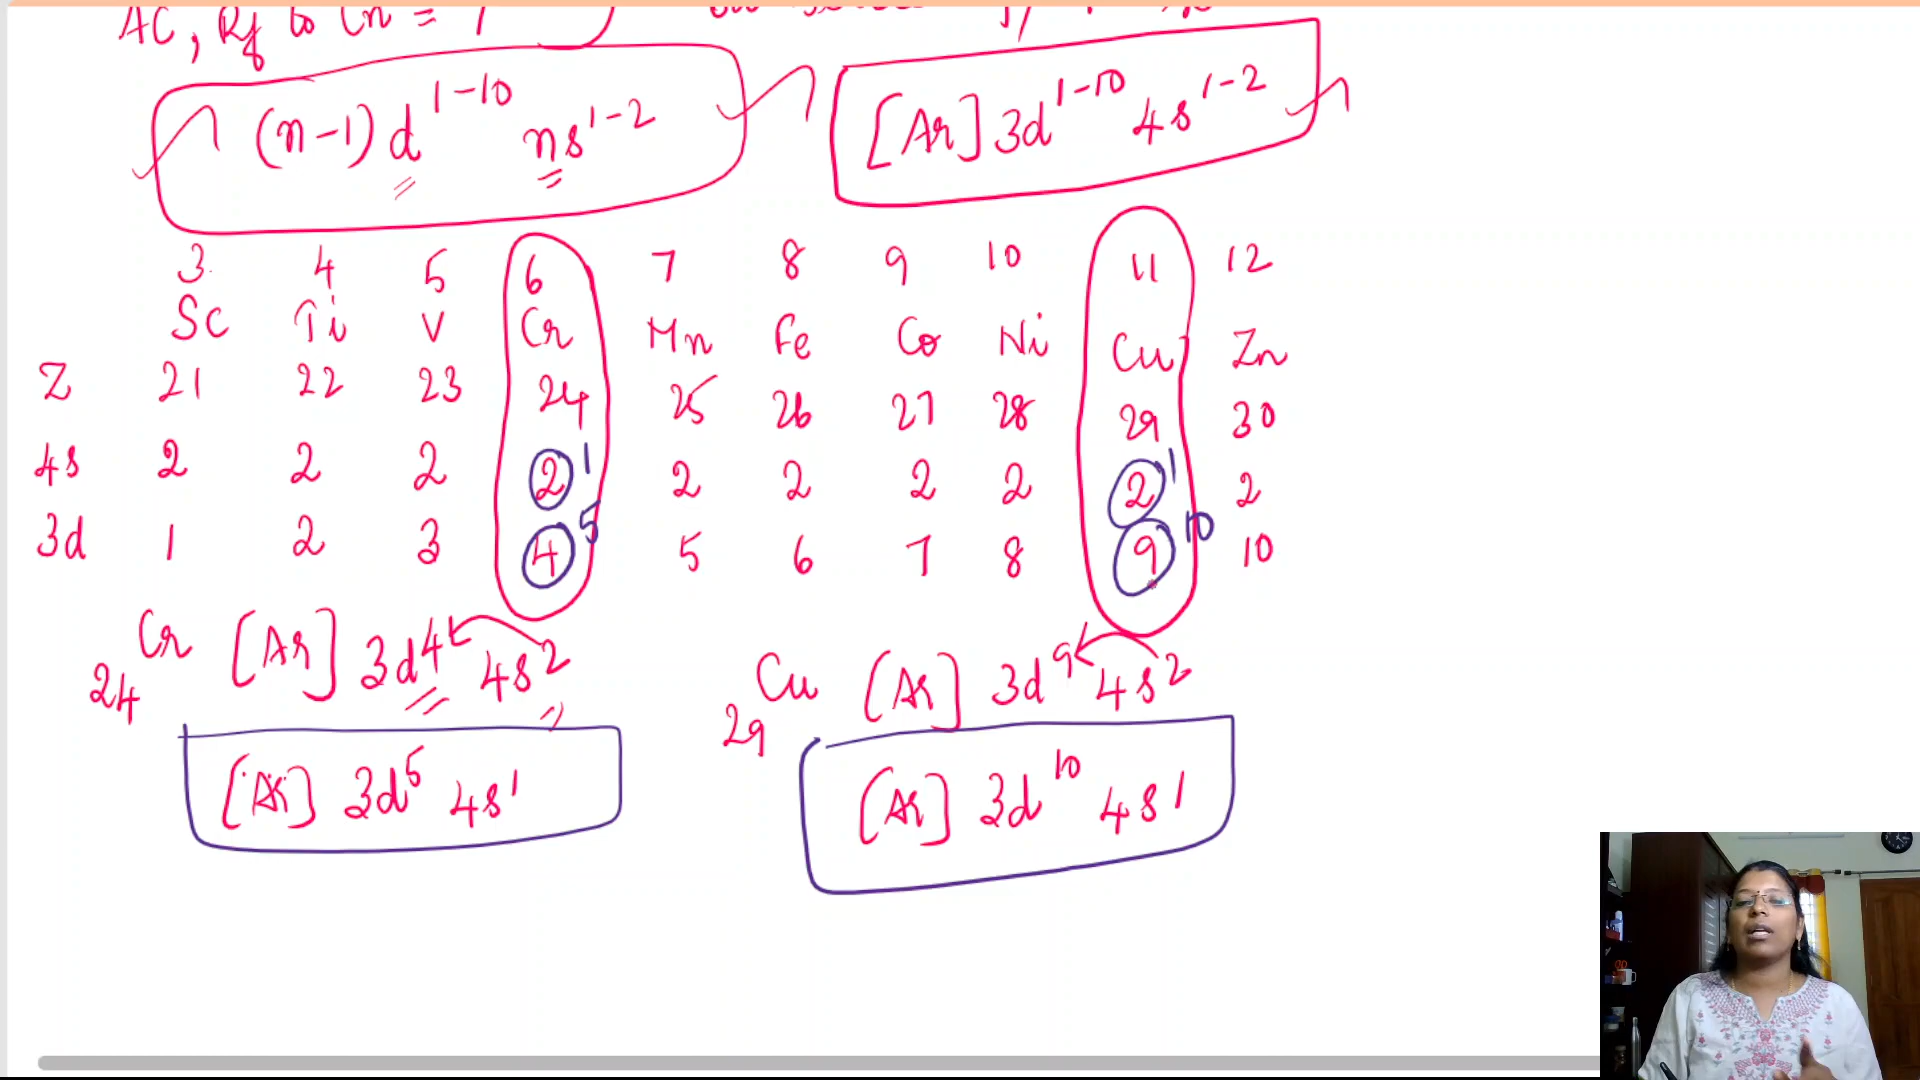 AC, Rf to Cn =
(n-1)d¹⁻¹⁰ ns¹⁻²
[Ar] 3d¹⁻¹⁰ 4s¹⁻²
3 4 5 6 7 8 9 10 11 12
Sc Ti V Cr Mn Fe Co Ni Cu Zn
Z 21 22 23 24 25 26 27 28 29 30
4s 2 2 2 2 1 2 2 2 2 2 1 2
3d 1 2 3 4 5 5 6 7 8 9 10 10
₂₄Cr [Ar] 3d⁴ 4s²
[Ar] 3d⁵ 4s¹
₂₉Cu [Ar] 3d⁹ 4s²
[Ar] 3d¹⁰ 4s¹